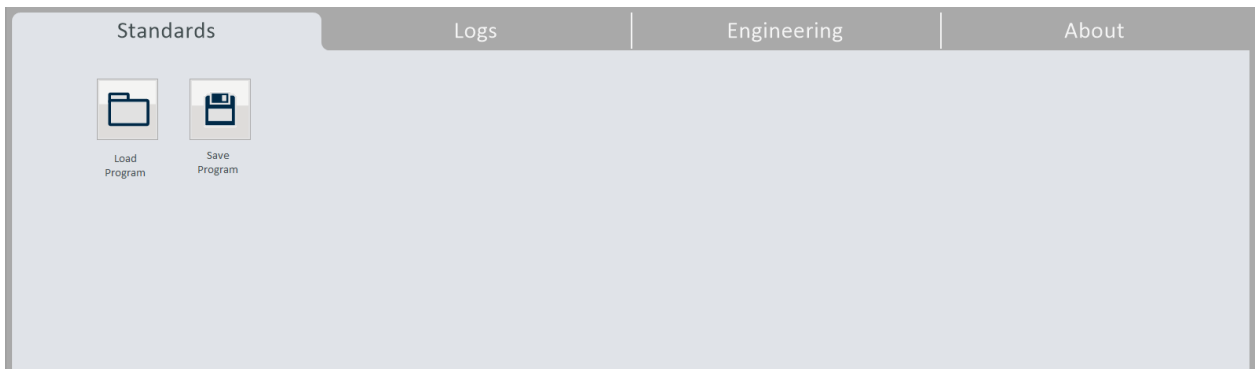 Standards
Logs
Engineering
About
Load
Program
Save
Program